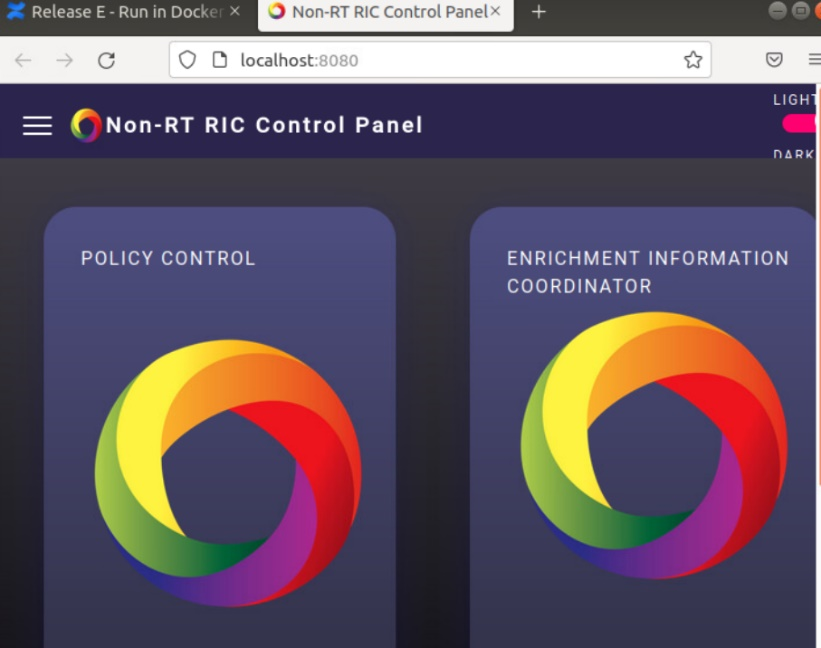 Release E - Run in Docker
Non-RT RIC Control Panel
localhost:8080
Non-RT RIC Control Panel
LIGHT
DARK
POLICY CONTROL
ENRICHMENT INFORMATION
COORDINATOR